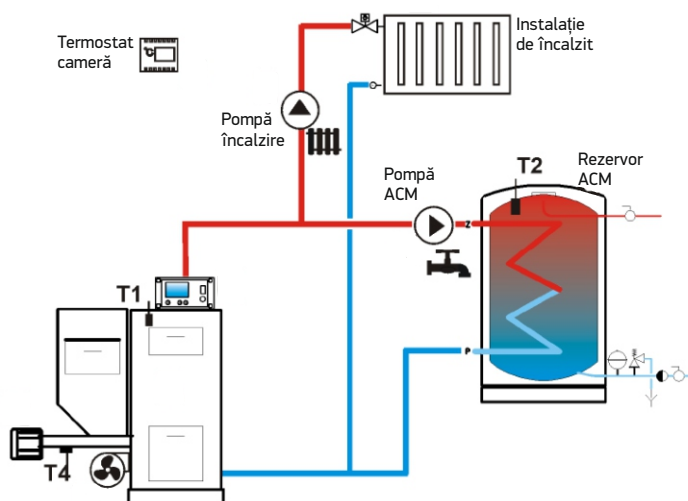 Termostat
cameră
Instalație
de încalzit
Pompă
încalzire
Pompă
ACM
T2
Rezervor
ACM
Z
T1
P
T4